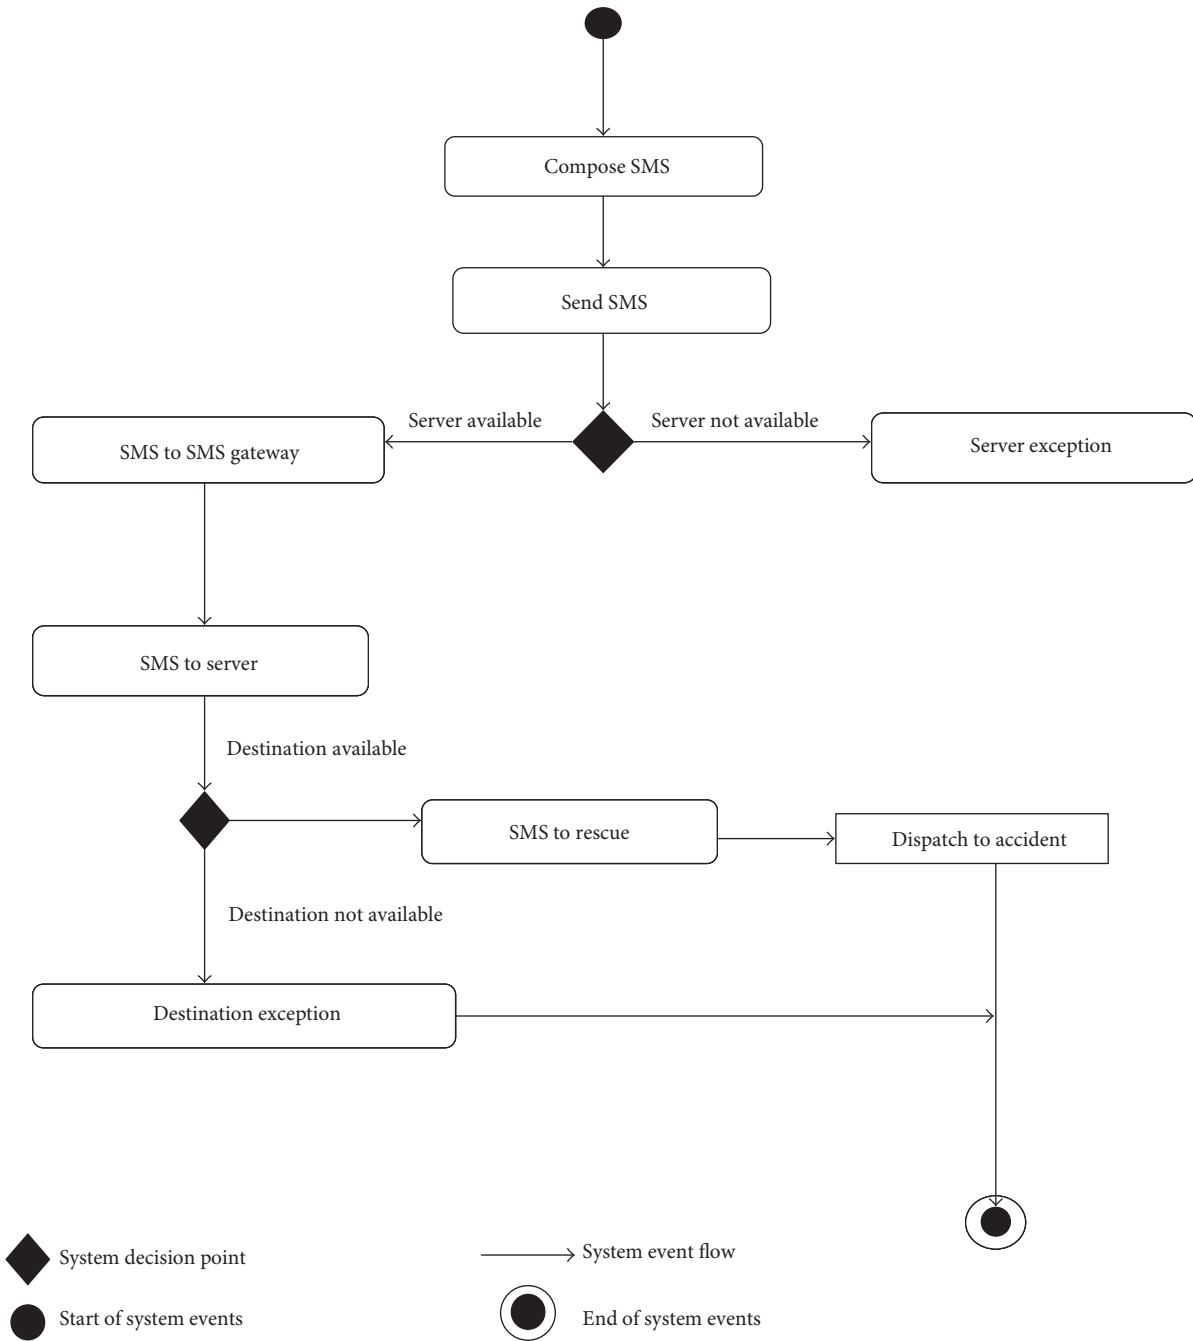 Compose SMS
Send SMS
Server available
Server not available
SMS to SMS gateway
Server exception
SMS to server
Destination available
SMS to rescue
Dispatch to accident
Destination not available
Destination exception
System decision point
System event flow
Start of system events
End of system events